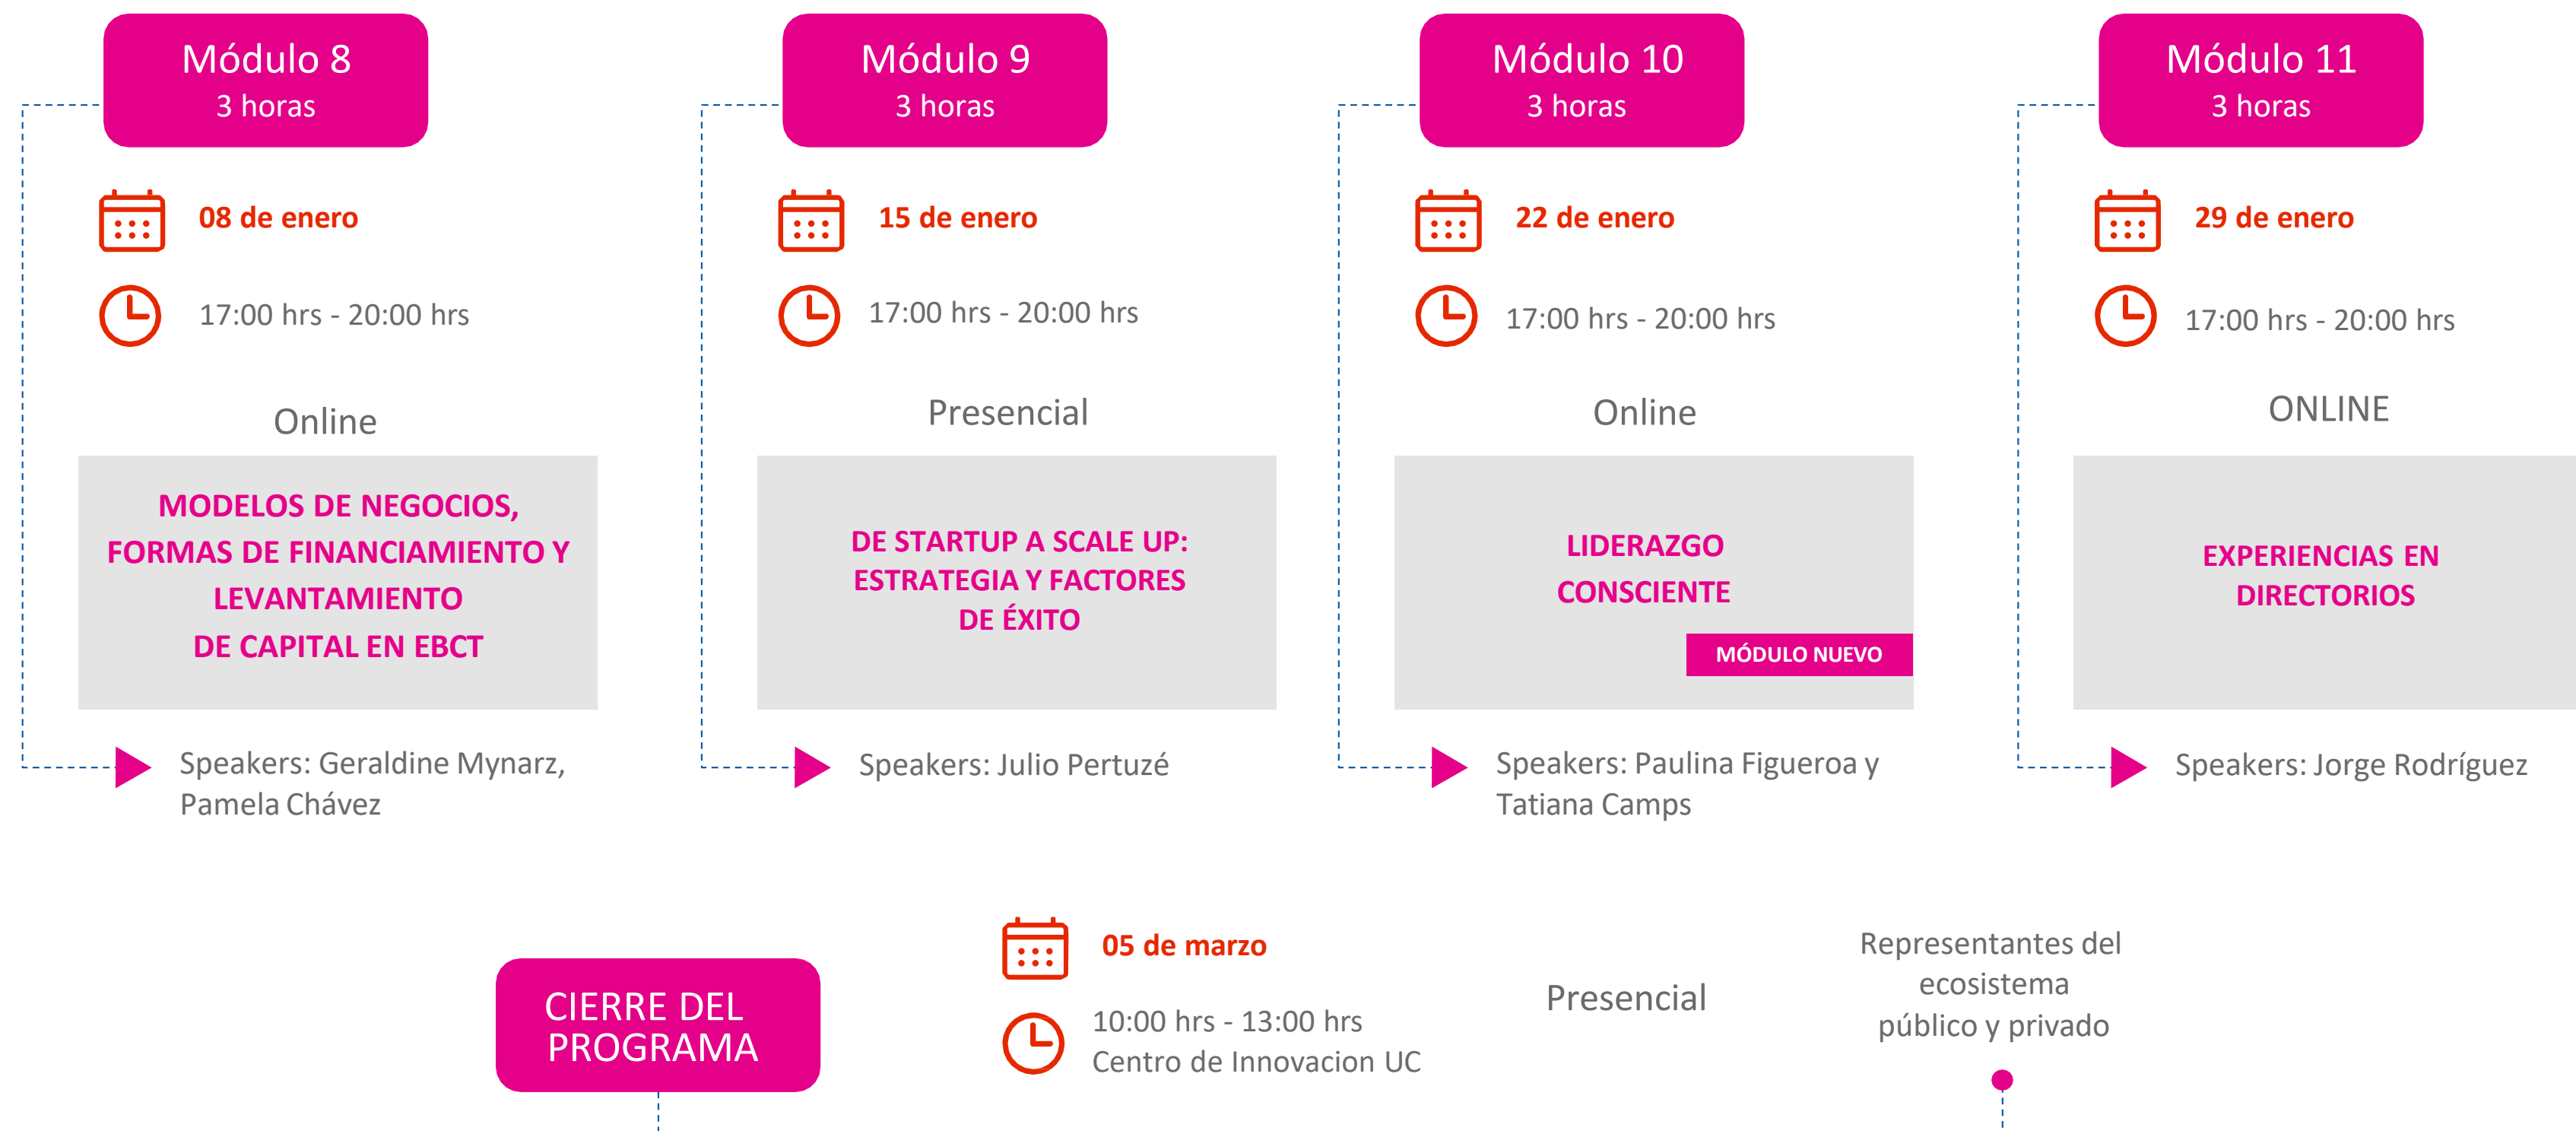 Módulo 8
3 horas
08 de enero
17:00 hrs - 20:00 hrs
Online
MODELOS DE NEGOCIOS,
FORMAS DE FINANCIAMIENTO Y
LEVANTAMIENTO
DE CAPITAL EN EBCT
Speakers: Geraldine Mynarz,
Pamela Chávez
Módulo 9
3 horas
15 de enero
17:00 hrs - 20:00 hrs
Presencial
DE STARTUP A SCALE UP:
ESTRATEGIA Y FACTORES
DE ÉXITO
Speakers: Julio Pertuzé
Módulo 10
3 horas
22 de enero
17:00 hrs - 20:00 hrs
Online
LIDERAZGO
CONSCIENTE
MÓDULO NUEVO
Speakers: Paulina Figueroa y
Tatiana Camps
Módulo 11
3 horas
29 de enero
17:00 hrs - 20:00 hrs
ONLINE
EXPERIENCIAS EN
DIRECTORIOS
Speakers: Jorge Rodríguez
CIERRE DEL
PROGRAMA
05 de marzo
10:00 hrs - 13:00 hrs
Centro de Innovacion UC
Presencial
Representantes del
ecosistema
público y privado